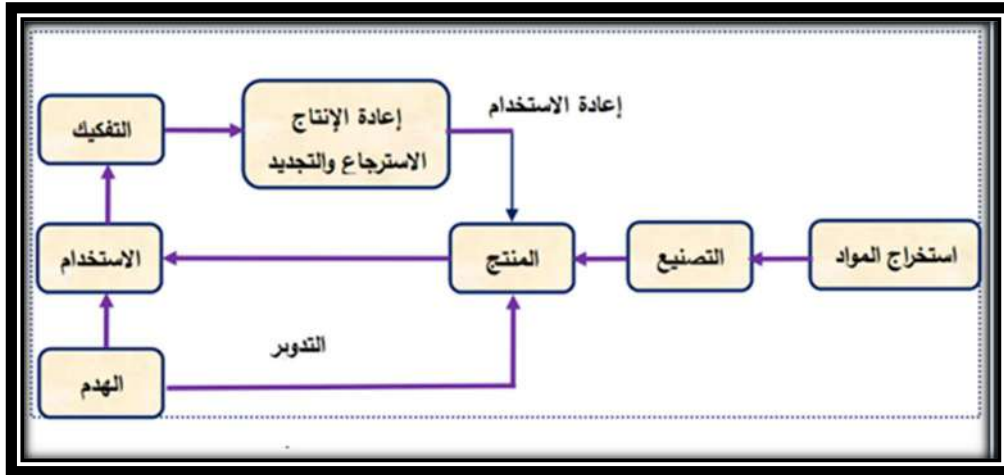 إعادة الاستخدام
إعادة الإنتاج
الاسترجاع والتجديد
التفكيك
استخراج المواد
التصنيع
المنتج
الاستخدام
التدوير
الهدم